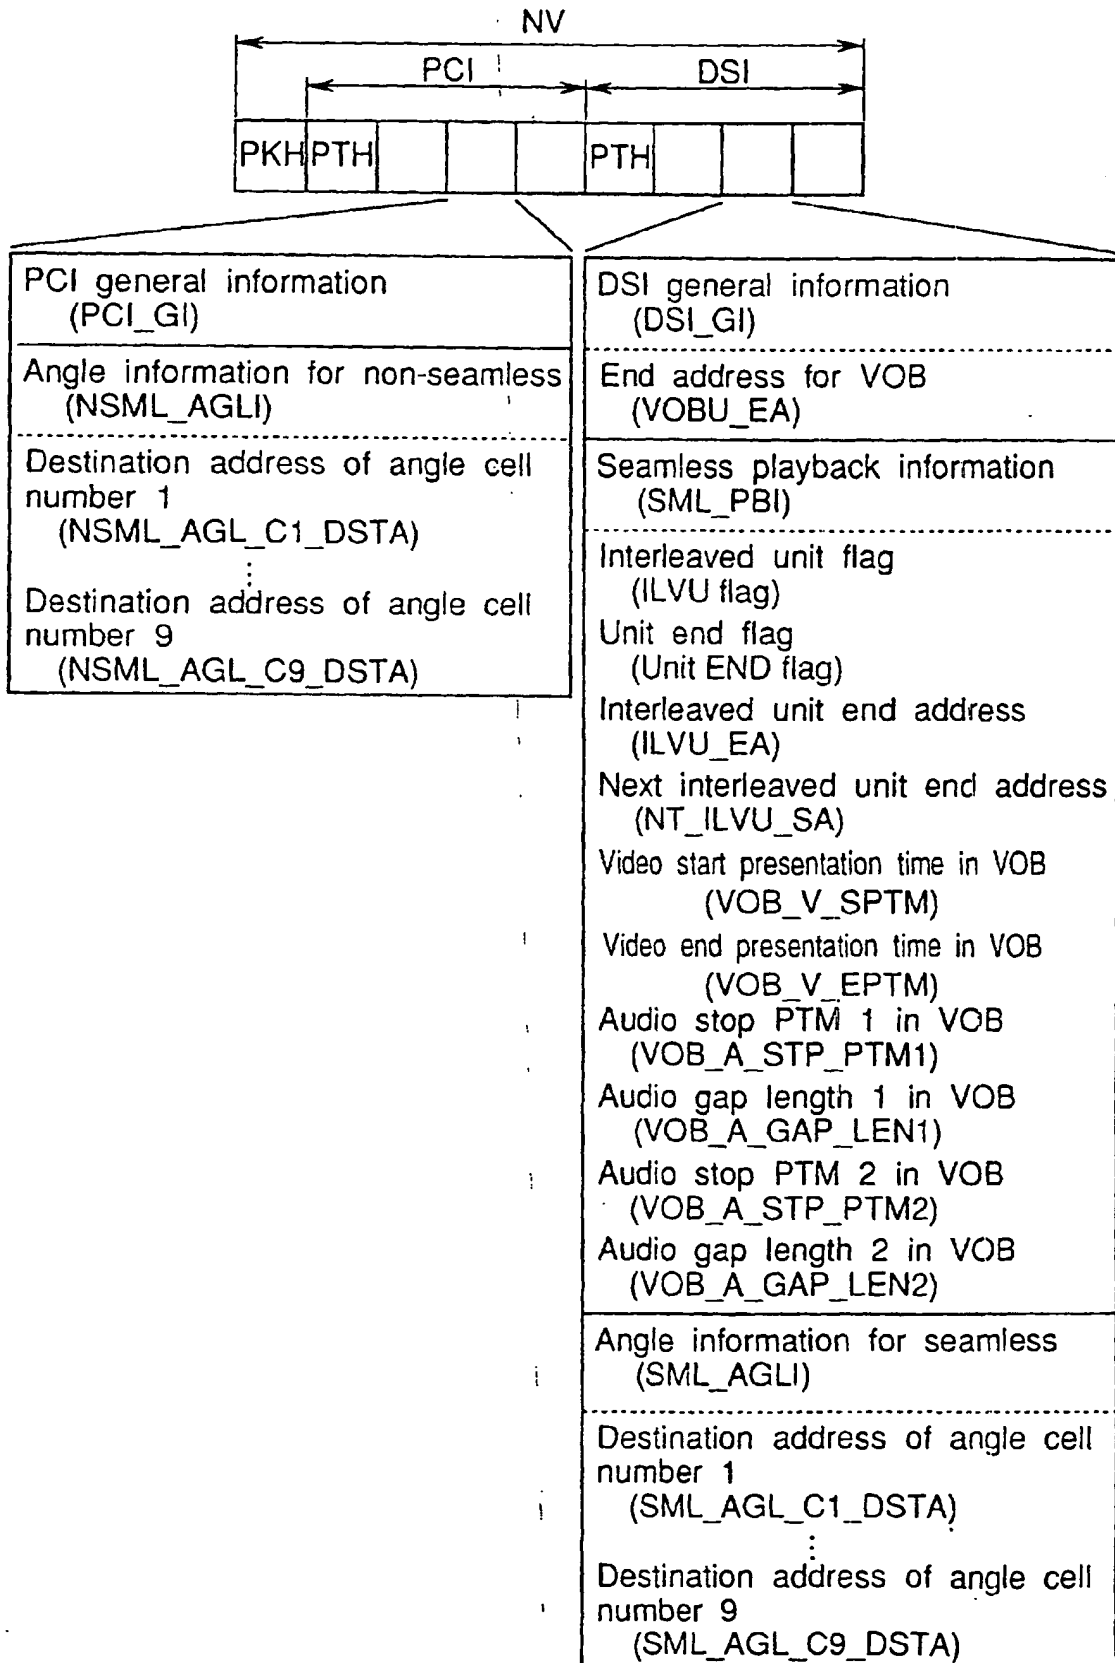 NV
PCI
DSI
PKH
PTH
PTH
PCI general information
(PCI_GI)
Angle information for non-seamless
(NSML_AGLI)
Destination address of angle cell
number 1
(NSML_AGL_C1_DSTA)
⋮
Destination address of angle cell
number 9
(NSML_AGL_C9_DSTA)
DSI general information
(DSI_GI)
End address for VOB
(VOBU_EA)
Seamless playback information
(SML_PBI)
Interleaved unit flag
(ILVU flag)
Unit end flag
(Unit END flag)
Interleaved unit end address
(ILVU_EA)
Next interleaved unit end address
(NT_ILVU_SA)
Video start presentation time in VOB
(VOB_V_SPTM)
Video end presentation time in VOB
(VOB_V_EPTM)
Audio stop PTM 1 in VOB
(VOB_A_STP_PTM1)
Audio gap length 1 in VOB
(VOB_A_GAP_LEN1)
Audio stop PTM 2 in VOB
(VOB_A_STP_PTM2)
Audio gap length 2 in VOB
(VOB_A_GAP_LEN2)
Angle information for seamless
(SML_AGLI)
Destination address of angle cell
number 1
(SML_AGL_C1_DSTA)
⋮
Destination address of angle cell
number 9
(SML_AGL_C9_DSTA)